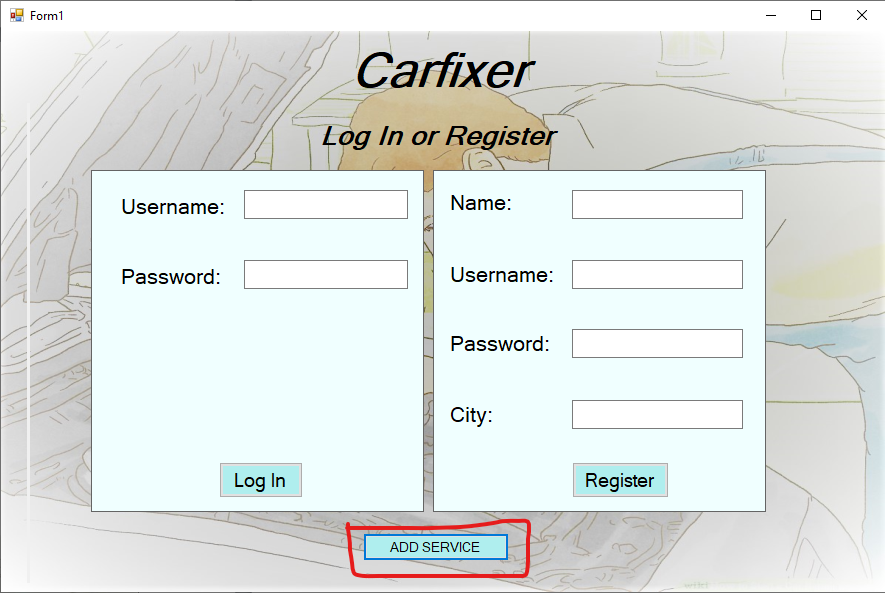 Form1
Carfixer
Log In or Register
Username:
Password:
Log In
Name:
Username:
Password:
City:
Register
ADD SERVICE